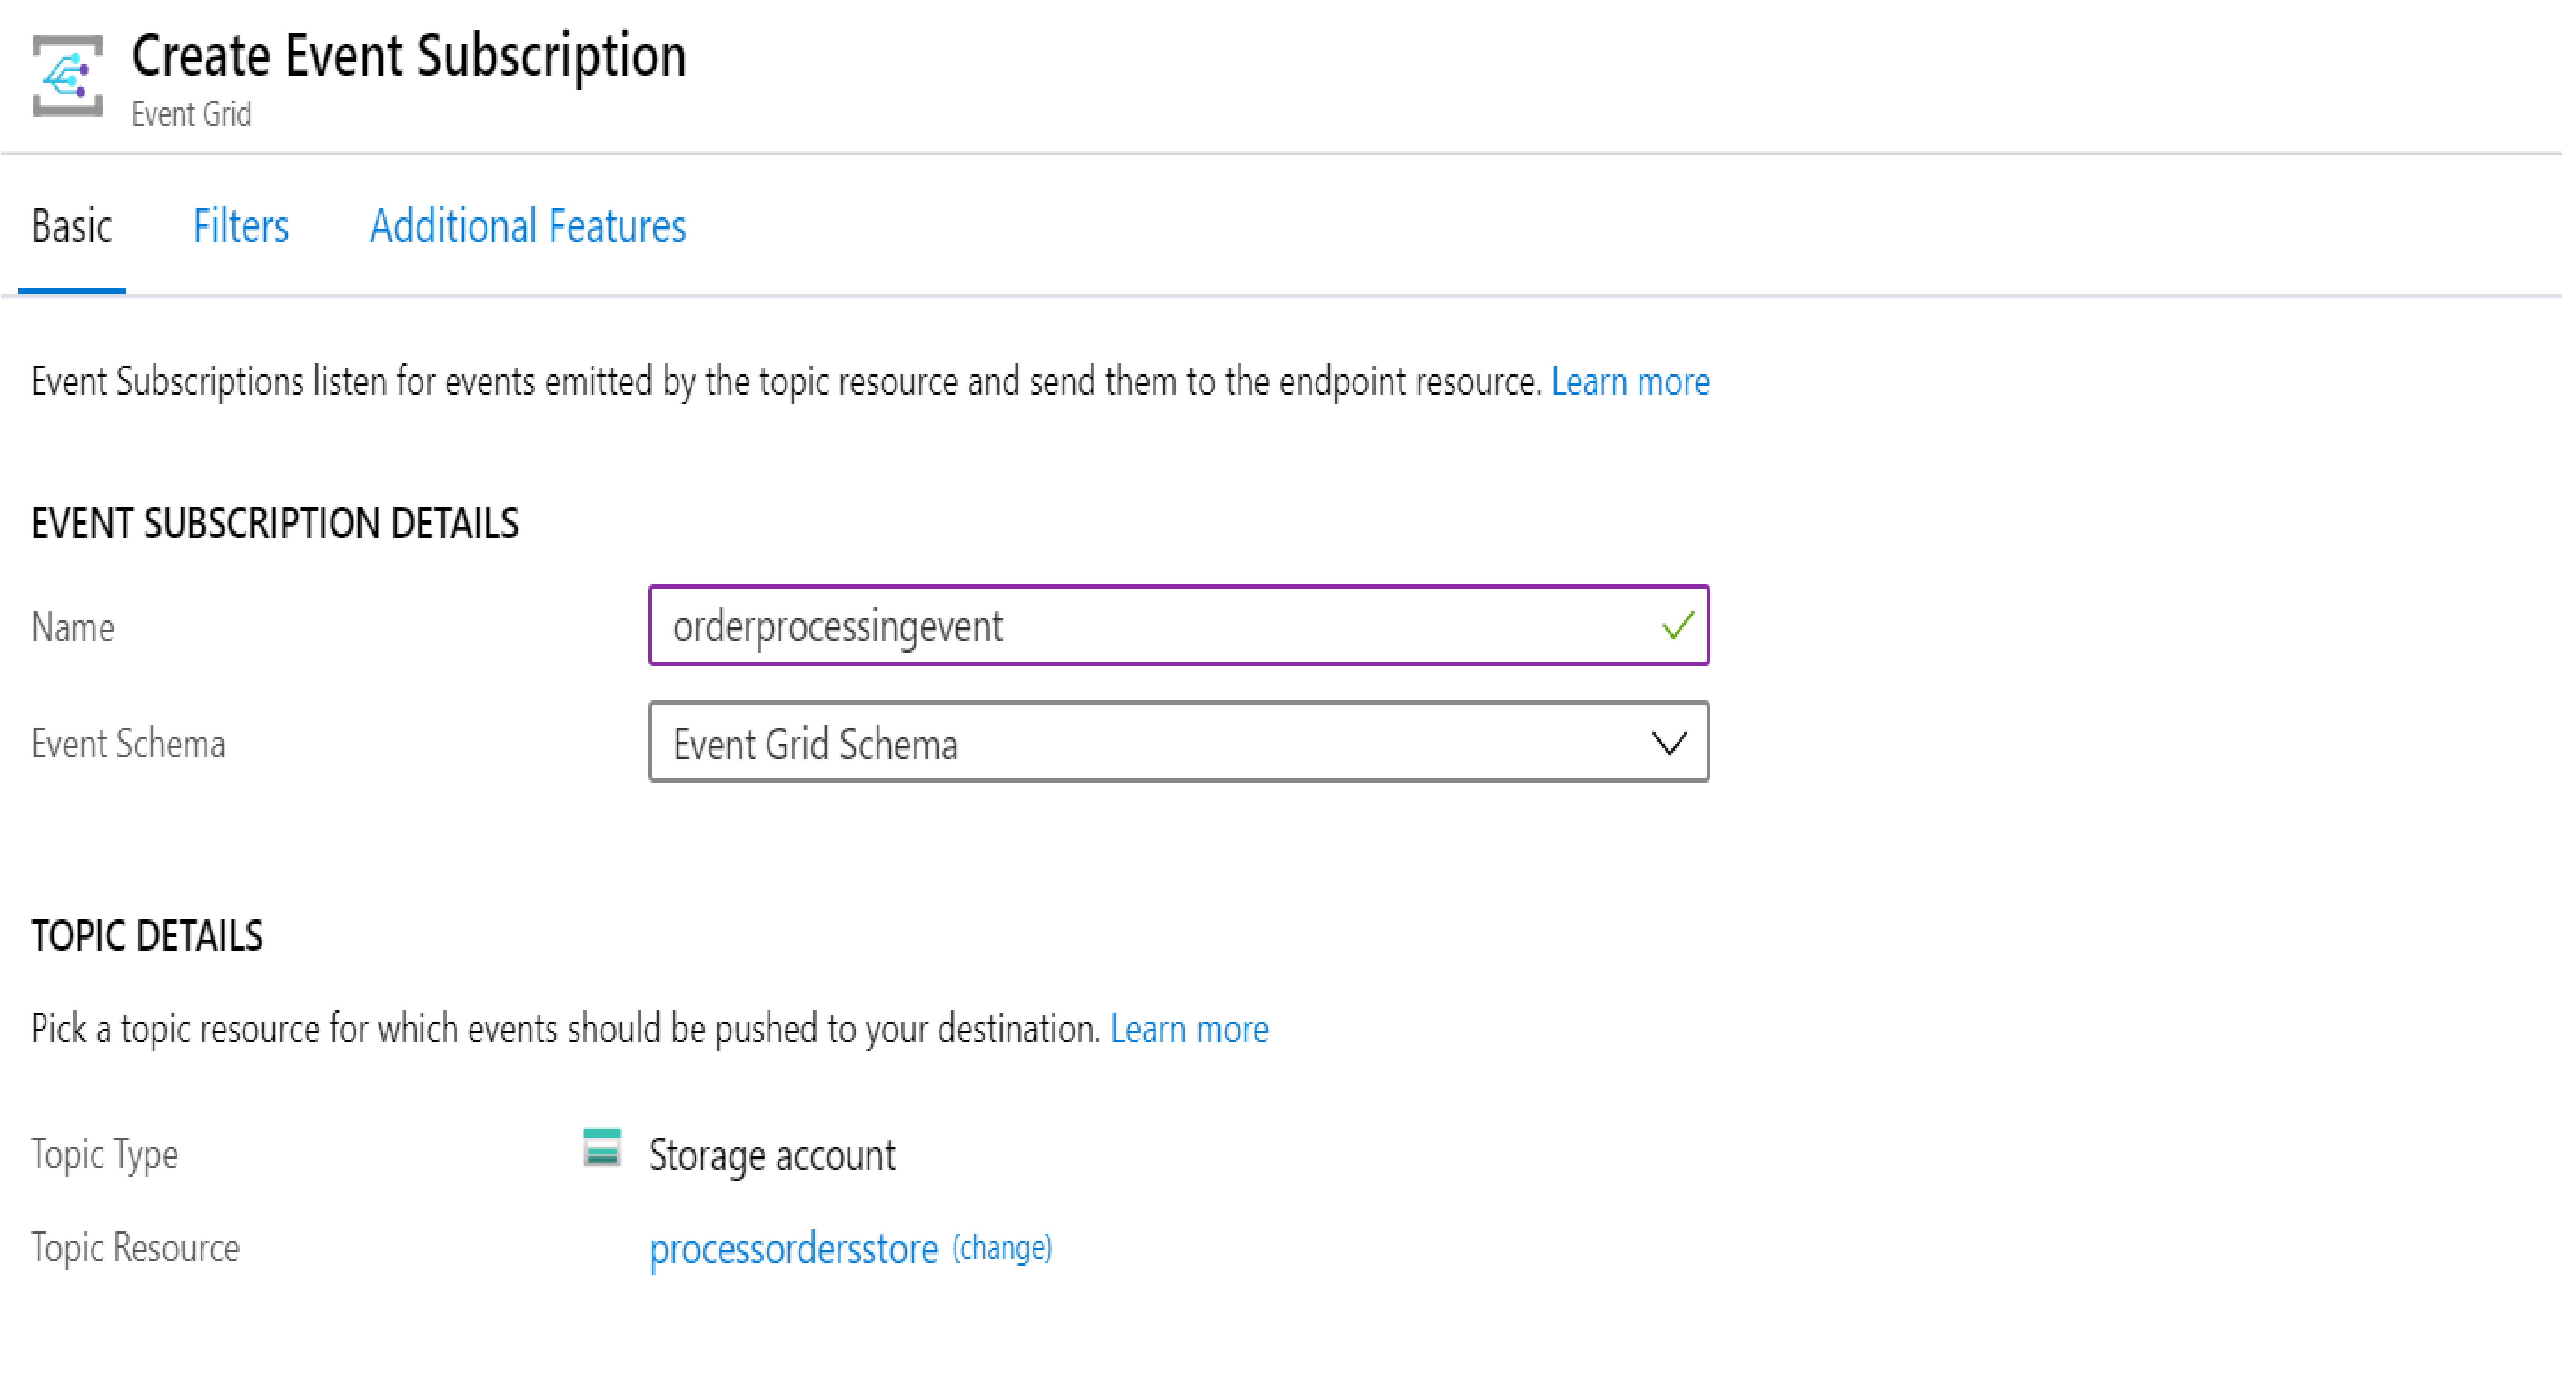 Create Event Subscription
Event Grid
Basic Filters Additional Features
Event Subscriptions listen for events emitted by the topic resource and send them to the endpoint resource. Learn more
EVENT SUBSCRIPTION DETAILS
Name orderprocessingevent
Event Schema Event Grid Schema
TOPIC DETAILS
Pick a topic resource for which events should be pushed to your destination. Learn more
Topic Type Storage account
Topic Resource processordersstore (change)